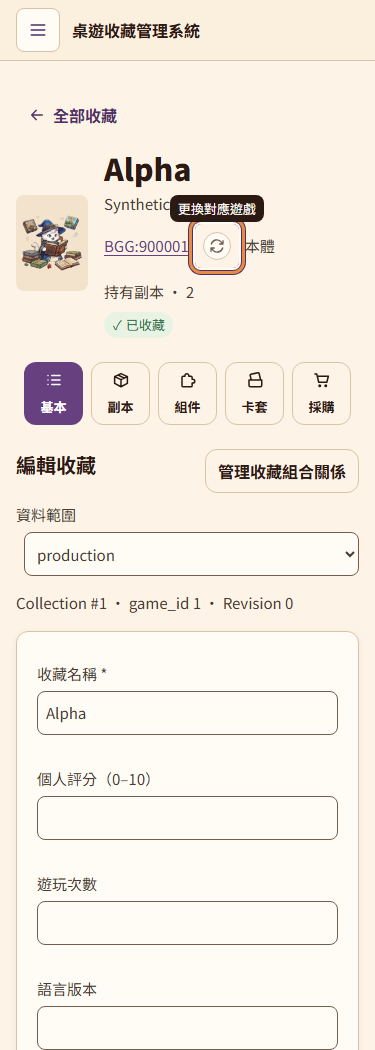 桌遊收藏管理系統
← 全部收藏
Alpha
Synthetic
更換對應遊戲
BGG:900001
本體
持有副本 · 2
✓ 已收藏
基本
副本
組件
卡套
採購
編輯收藏
管理收藏組合關係
資料範圍
production
Collection #1 · game_id 1 · Revision 0
收藏名稱 *
Alpha
個人評分（0–10）
遊玩次數
語言版本